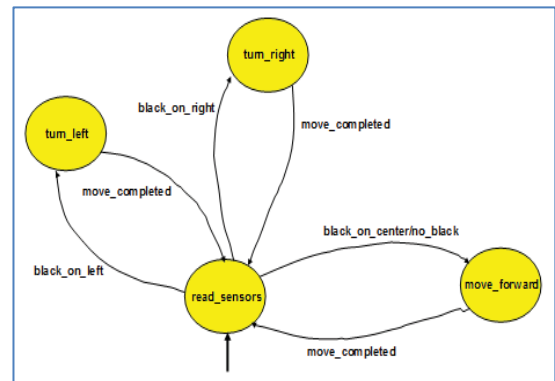 turn_right
black_on_right
move_completed
turn_left
move_completed
black_on_center/no_black
black_on_left
read_sensors
move_forward
move_completed